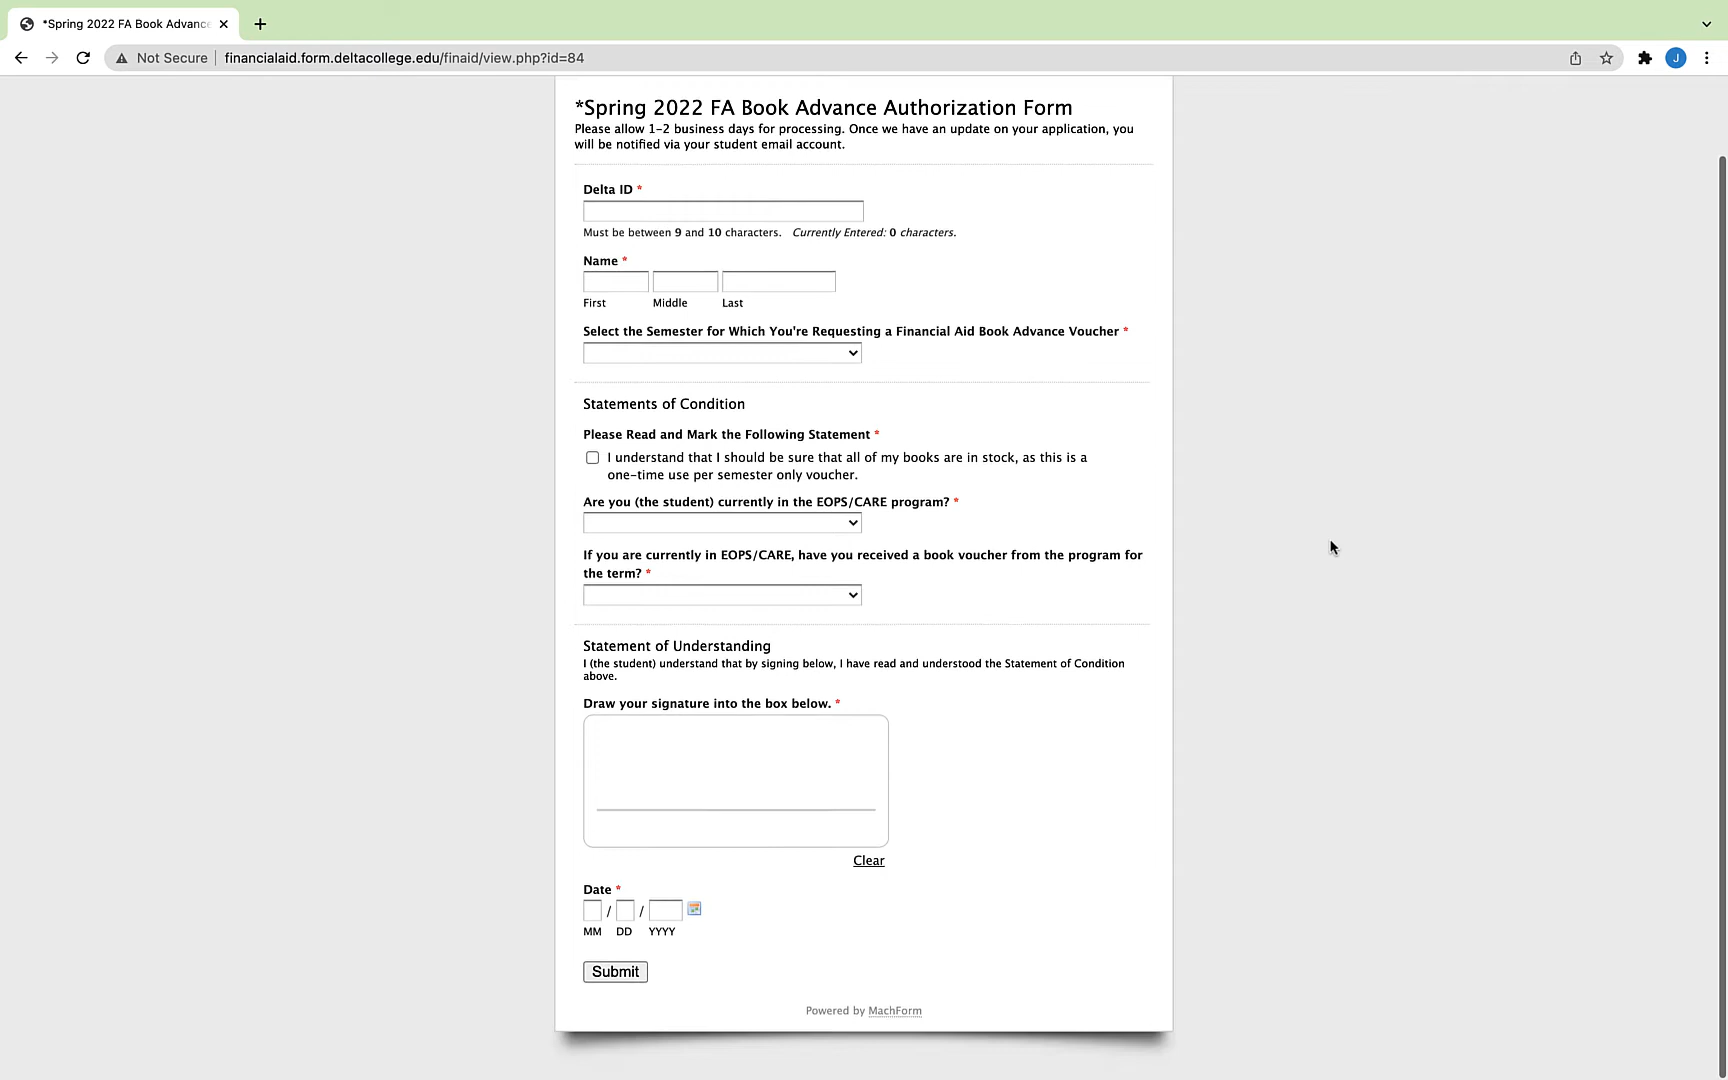 *Spring 2022 FA Book Advance
Not Secure
financialaid.form.deltacollege.edu/finaid/view.php?id=84
J
*Spring 2022 FA Book Advance Authorization Form
Please allow 1-2 business days for processing. Once we have an update on your application, you
will be notified via your student email account.
Delta ID *
Must be between 9 and 10 characters. Currently Entered: 0 characters.
Name *
First Middle Last
Select the Semester for Which You're Requesting a Financial Aid Book Advance Voucher *
Statements of Condition
Please Read and Mark the Following Statement *
I understand that I should be sure that all of my books are in stock, as this is a
one-time use per semester only voucher.
Are you (the student) currently in the EOPS/CARE program? *
If you are currently in EOPS/CARE, have you received a book voucher from the program for
the term? *
Statement of Understanding
I (the student) understand that by signing below, I have read and understood the Statement of Condition
above.
Draw your signature into the box below. *
Clear
Date *
/ /
MM DD YYYY
Submit
Powered by MachForm